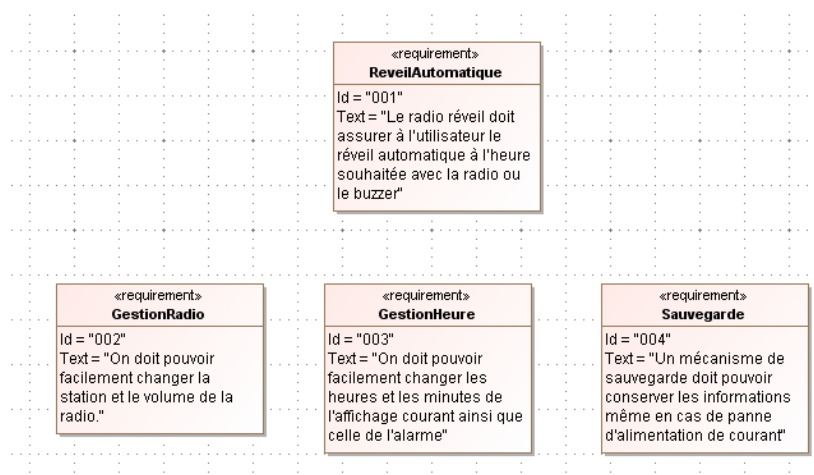 «requirement»
ReveilAutomatique
Id = "001"
Text = "Le radio réveil doit
assurer à l'utilisateur le
réveil automatique à l'heure
souhaitée avec la radio ou
le buzzer"
«requirement»
GestionRadio
Id = "002"
Text = "On doit pouvoir
facilement changer la
station et le volume de la
radio."
«requirement»
GestionHeure
Id = "003"
Text = "On doit pouvoir
facilement changer les
heures et les minutes de
l'affichage courant ainsi que
celle de l'alarme"
«requirement»
Sauvegarde
Id = "004"
Text = "Un mécanisme de
sauvegarde doit pouvoir
conserver les informations
même en cas de panne
d'alimentation de courant"